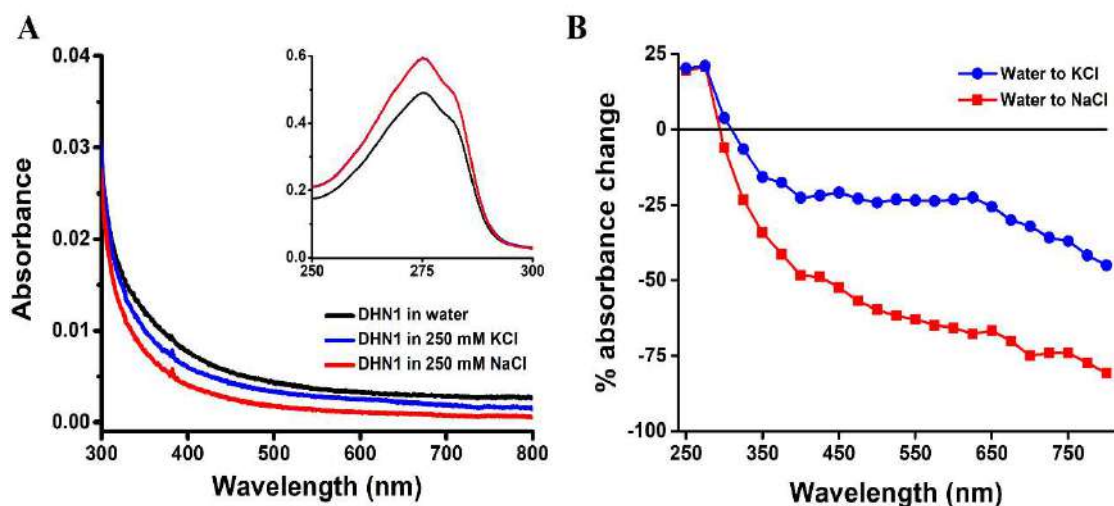 A
Absorbance
0.04
0.03
0.02
0.01
0.00
300 400 500 600 700 800
Wavelength (nm)
0.6
0.4
0.2
0.0
250 275 300
DHN1 in water
DHN1 in 250 mM KCl
DHN1 in 250 mM NaCl
B
% absorbance change
25
0
-25
-50
-75
-100
250 350 450 550 650 750
Wavelength (nm)
Water to KCl
Water to NaCl